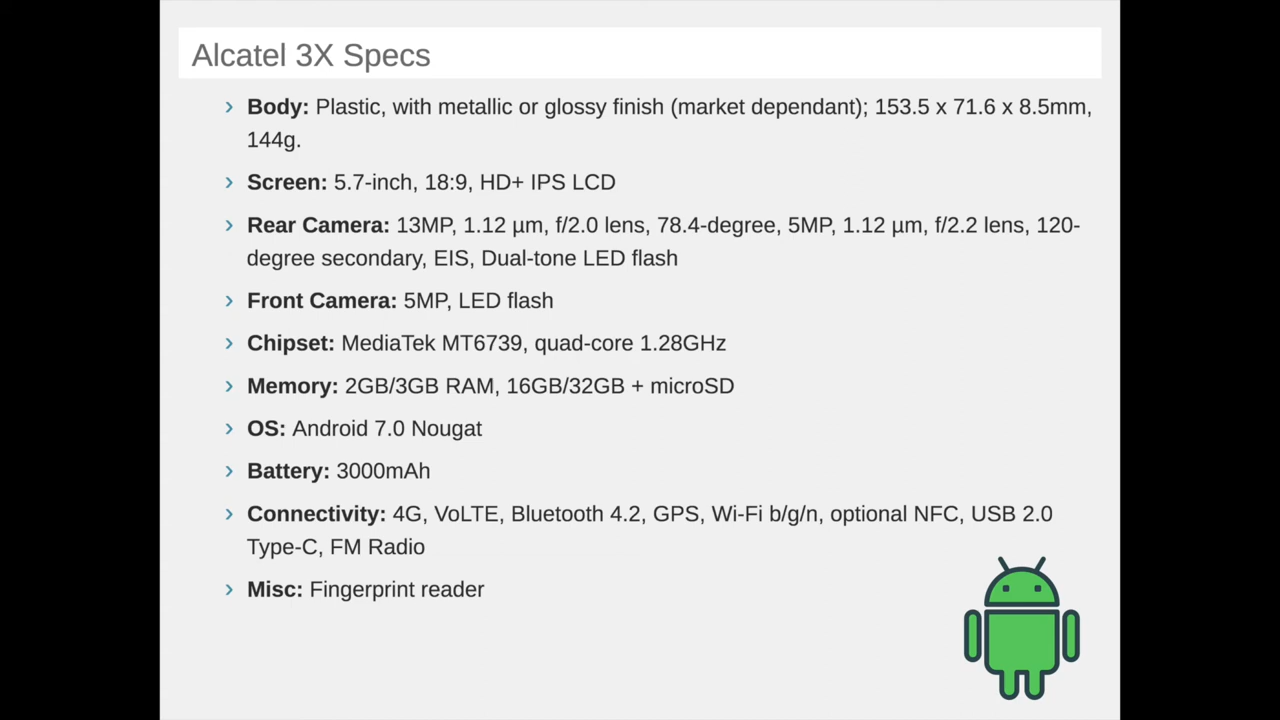 Alcatel 3X Specs
› Body: Plastic, with metallic or glossy finish (market dependant); 153.5 x 71.6 x 8.5mm,
144g.
› Screen: 5.7-inch, 18:9, HD+ IPS LCD
› Rear Camera: 13MP, 1.12 µm, f/2.0 lens, 78.4-degree, 5MP, 1.12 µm, f/2.2 lens, 120-
degree secondary, EIS, Dual-tone LED flash
› Front Camera: 5MP, LED flash
› Chipset: MediaTek MT6739, quad-core 1.28GHz
› Memory: 2GB/3GB RAM, 16GB/32GB + microSD
› OS: Android 7.0 Nougat
› Battery: 3000mAh
› Connectivity: 4G, VoLTE, Bluetooth 4.2, GPS, Wi-Fi b/g/n, optional NFC, USB 2.0
Type-C, FM Radio
› Misc: Fingerprint reader